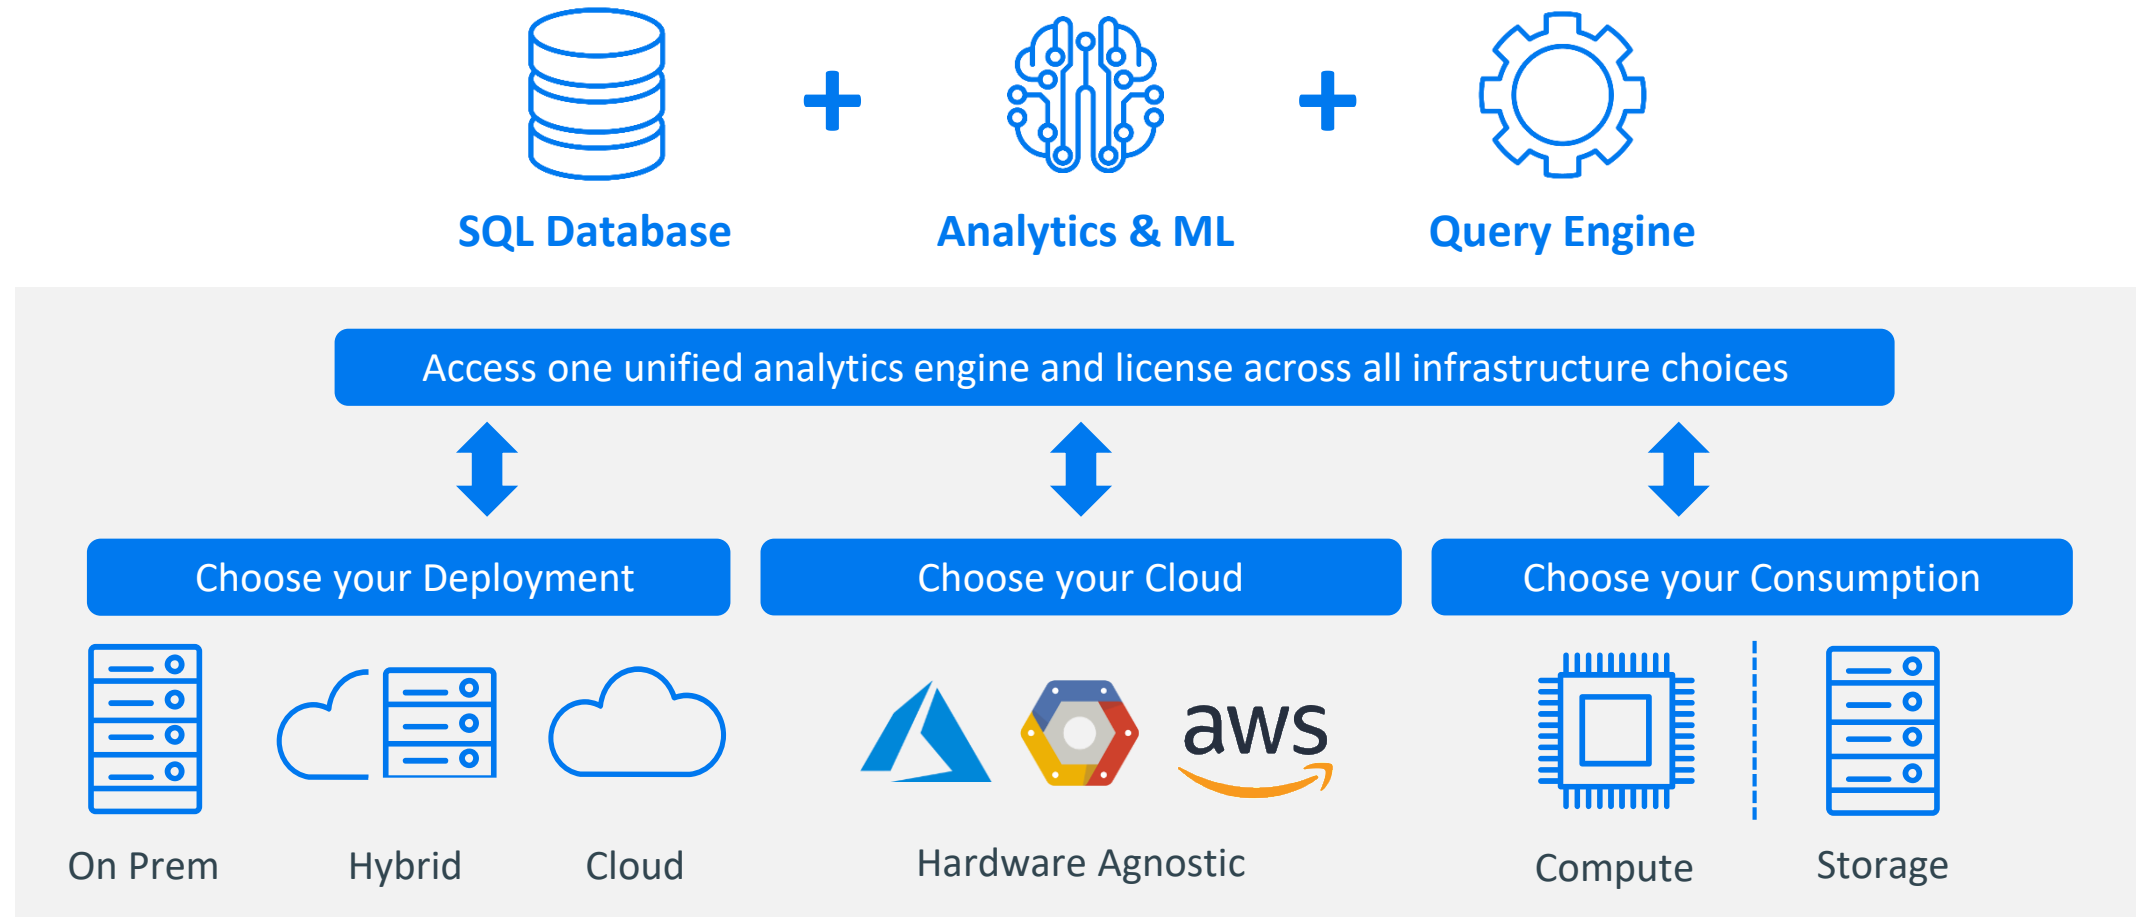 SQL Database
Analytics & ML
Query Engine
Access one unified analytics engine and license across all infrastructure choices
Choose your Deployment
Choose your Cloud
Choose your Consumption
aws
On Prem
Hybrid
Cloud
Hardware Agnostic
Compute
Storage